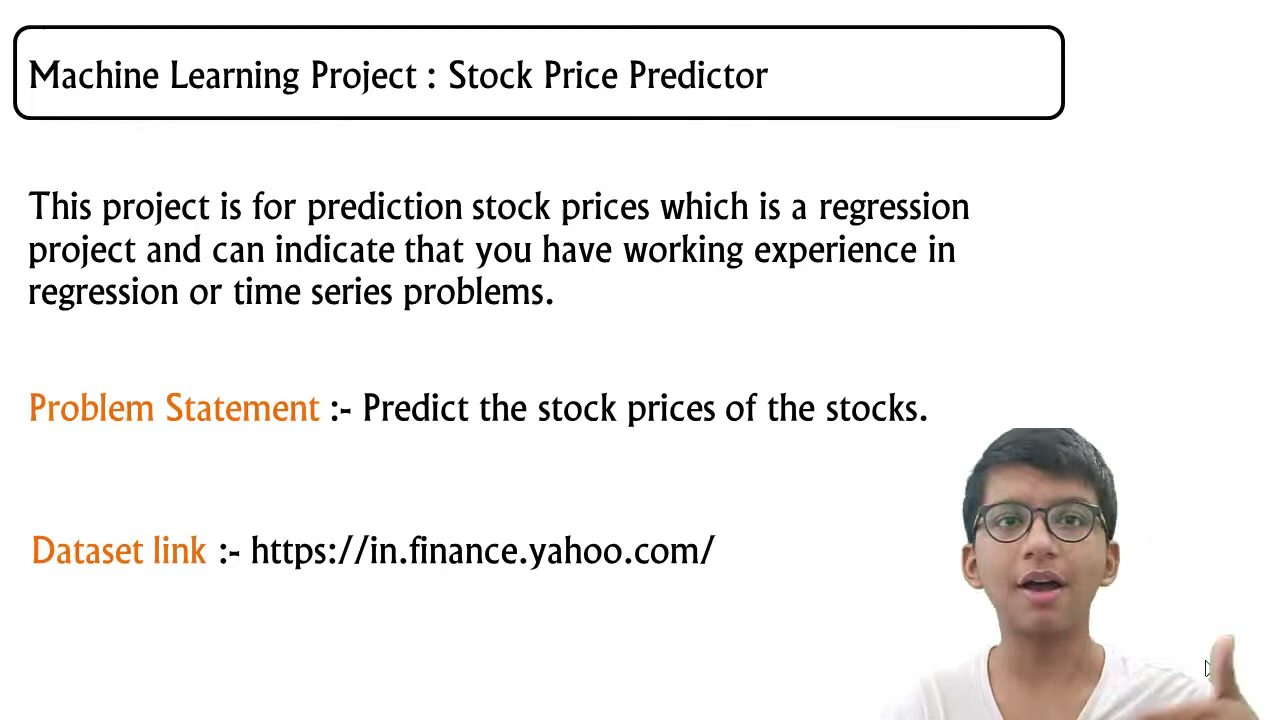 Machine Learning Project : Stock Price Predictor
This project is for prediction stock prices which is a regression
project and can indicate that you have working experience in
regression or time series problems.
Problem Statement :- Predict the stock prices of the stocks.
Dataset link :- https://in.finance.yahoo.com/